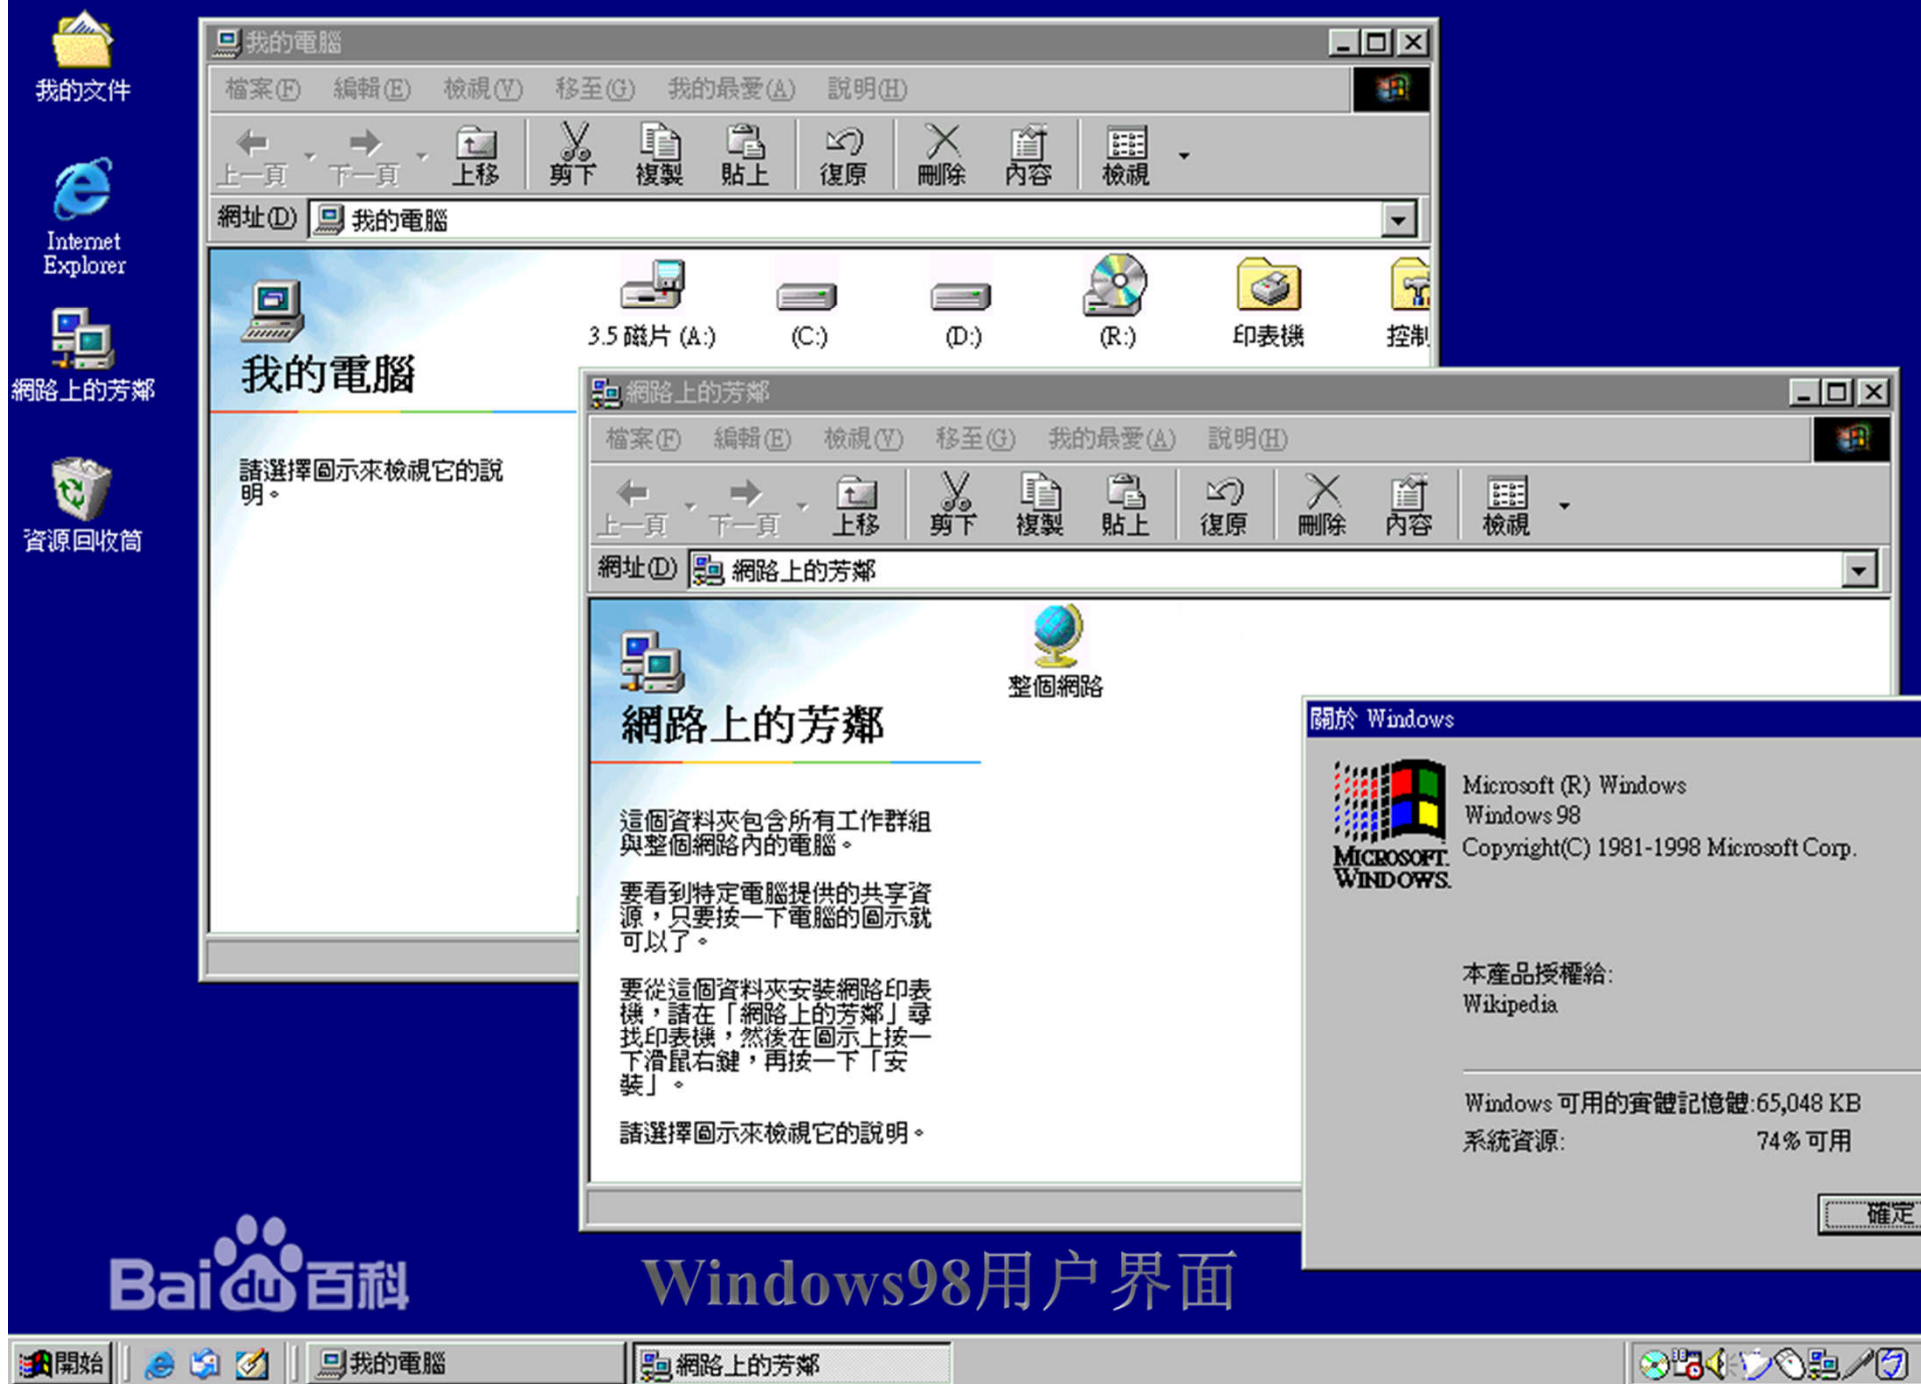 我的文件
Internet
Explorer
網路上的芳鄰
資源回收筒
我的電腦
檔案(F) 編輯(E) 檢視(V) 移至(G) 我的最愛(A) 說明(H)
上一頁 下一頁 上移 剪下 複製 貼上 復原 刪除 內容 檢視
網址(D) 我的電腦
3.5 磁片 (A:) (C:) (D:) (R:) 印表機 控制
我的電腦
請選擇圖示來檢視它的說
明。
網路上的芳鄰
檔案(F) 編輯(E) 檢視(V) 移至(G) 我的最愛(A) 說明(H)
上一頁 下一頁 上移 剪下 複製 貼上 復原 刪除 內容 檢視
網址(D) 網路上的芳鄰
整個網路
網路上的芳鄰
這個資料夾包含所有工作群組
與整個網路內的電腦。
要看到特定電腦提供的共享資
源，只要按一下電腦的圖示就
可以了。
要從這個資料夾安裝網路印表
機，請在「網路上的芳鄰」尋
找印表機，然後在圖示上按一
下滑鼠右鍵，再按一下「安
裝」。
請選擇圖示來檢視它的說明。
關於 Windows
MICROSOFT.
WINDOWS.
Microsoft (R) Windows
Windows 98
Copyright(C) 1981-1998 Microsoft Corp.
本產品授權給:
Wikipedia
Windows 可用的實體記憶體:65,048 KB
系統資源: 74% 可用
確定
Bai du 百科
Windows98用户界面
開始 我的電腦 網路上的芳鄰